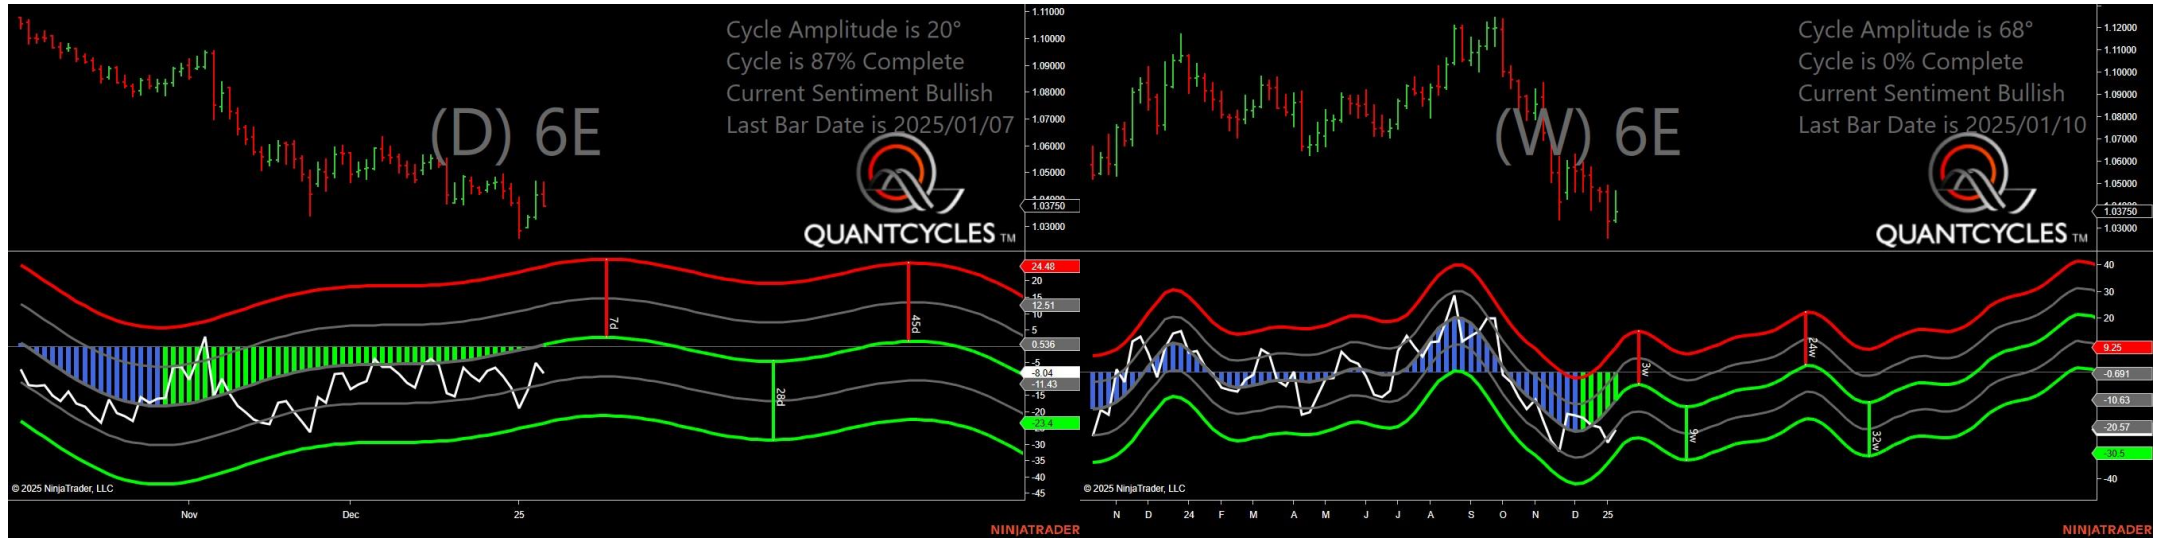 Cycle Amplitude is 20°
Cycle is 87% Complete
Current Sentiment Bullish
Last Bar Date is 2025/01/07
(D) 6E
QUANTCYCLES TM
1.11000
1.10000
1.09000
1.08000
1.07000
1.06000
1.05000
1.03750
1.03000
24.48
20
15
12.51
10
5
0.536
-5
-8.04
-11.43
-15
-20
-23.4
-30
-35
-40
-45
7d
28d
45d
© 2025 NinjaTrader, LLC
Nov Dec 25
NINJATRADER
Cycle Amplitude is 68°
Cycle is 0% Complete
Current Sentiment Bullish
Last Bar Date is 2025/01/10
(W) 6E
QUANTCYCLES TM
1.12000
1.11000
1.10000
1.09000
1.08000
1.07000
1.06000
1.05000
1.03750
1.03000
40
30
20
9.25
-0.691
-10.63
-20.57
-30.5
-40
3w
9w
24w
32w
© 2025 NinjaTrader, LLC
N D 24 F M A M J J A S O N D 25
NINJATRADER